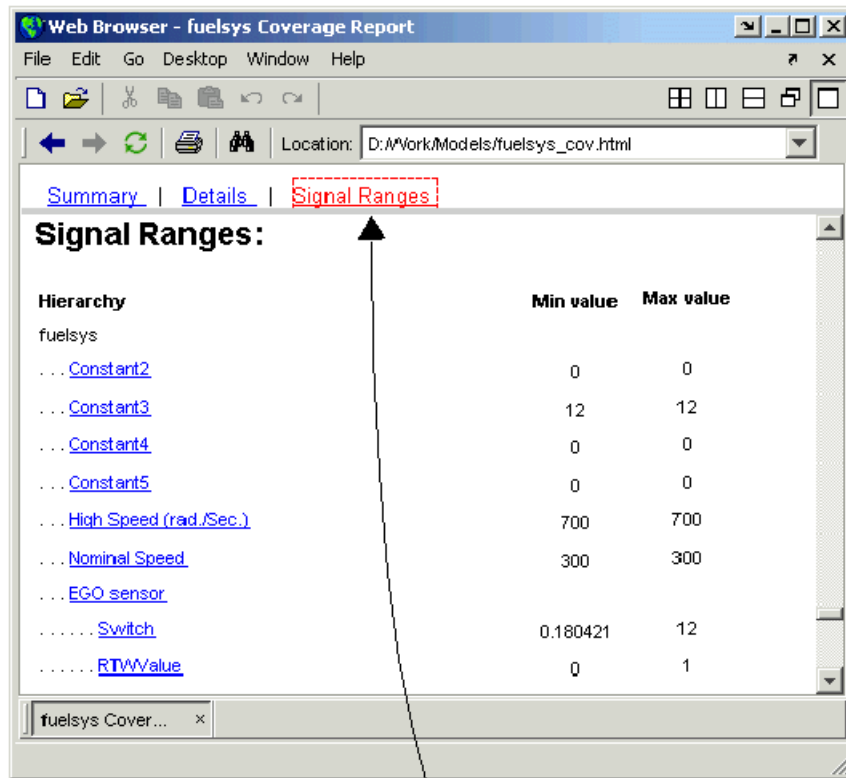 Web Browser - fuelsys Coverage Report
File Edit Go Desktop Window Help
Location: D:/Work/Models/fuelsys_cov.html
Summary | Details | Signal Ranges
Signal Ranges:
Hierarchy Min value Max value
fuelsys
. . . Constant2 0 0
. . . Constant3 12 12
. . . Constant4 0 0
. . . Constant5 0 0
. . . High Speed (rad./Sec.) 700 700
. . . Nominal Speed 300 300
. . . EGO sensor
. . . . . . Switch 0.180421 12
. . . . . . RTWValue 0 1
fuelsys Cover... ×